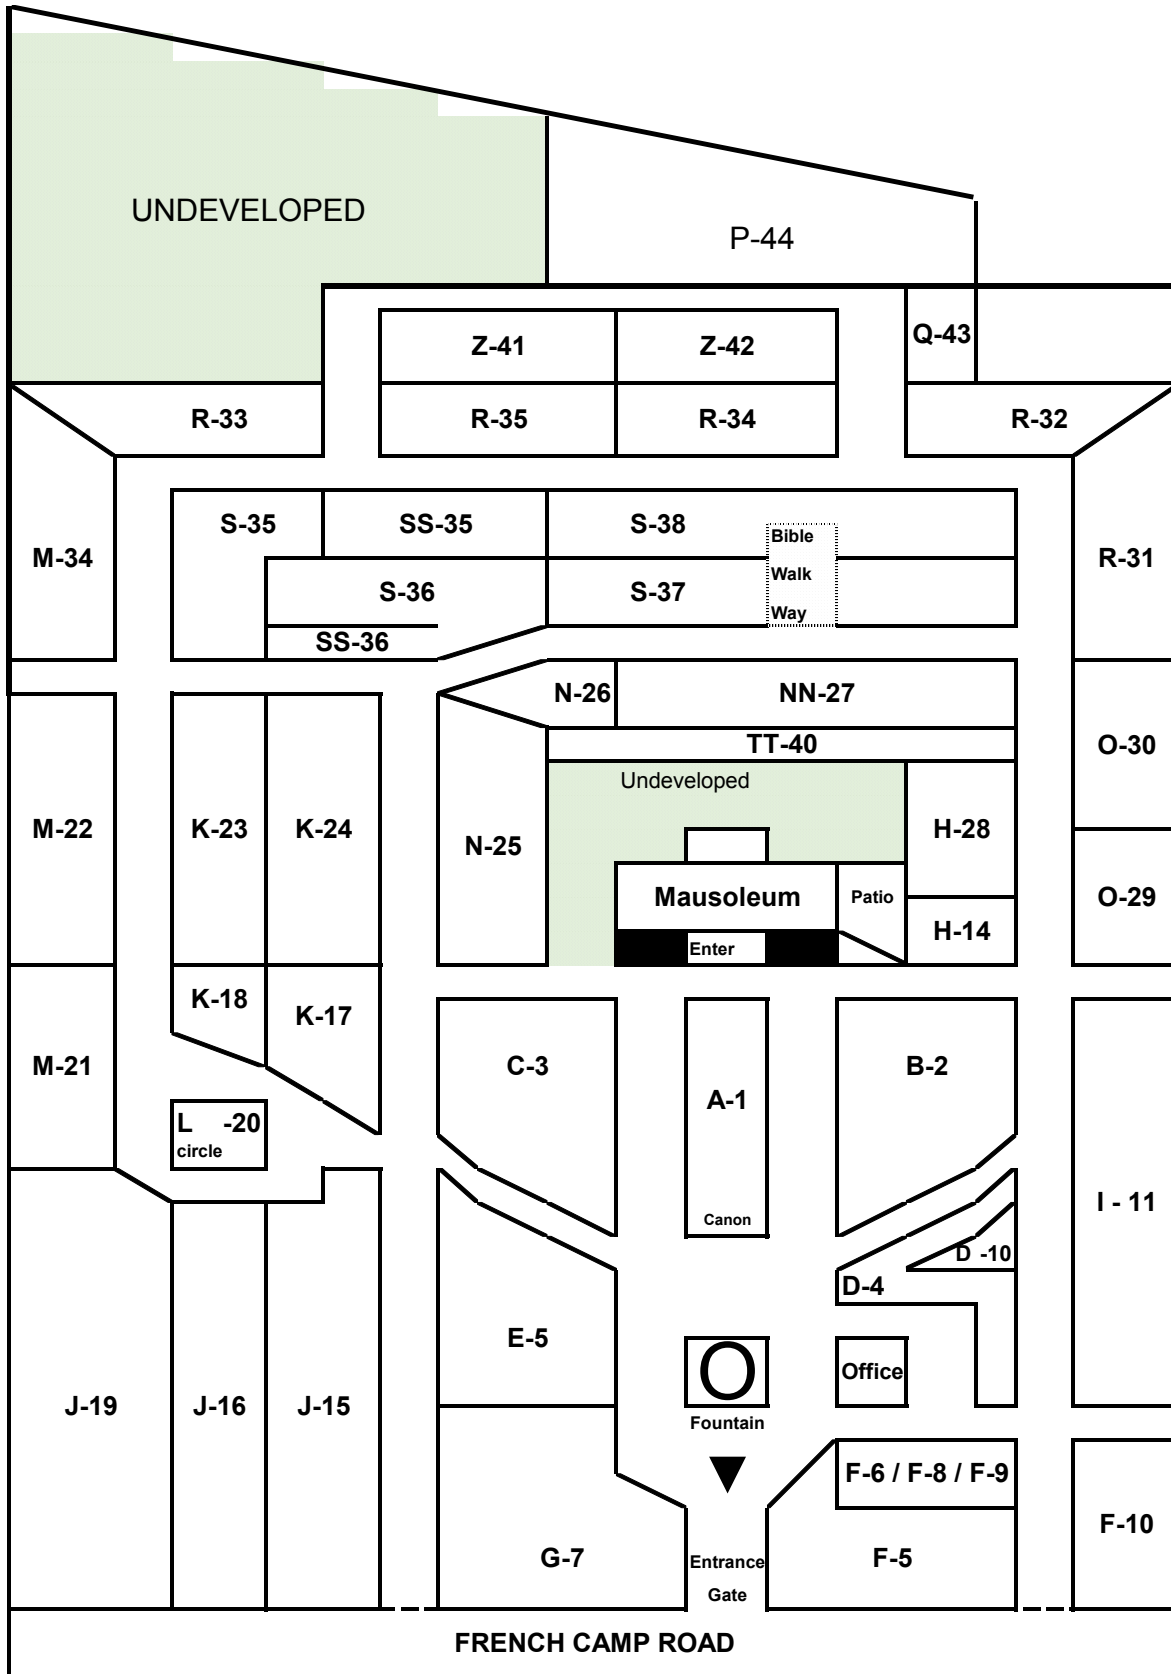 UNDEVELOPED
P-44
Z-41
Z-42
Q-43
R-33
R-35
R-34
R-32
S-35
SS-35
S-38
Bible
Walk
Way
M-34
R-31
S-36
S-37
SS-36
N-26
NN-27
TT-40
O-30
Undeveloped
M-22
K-23
K-24
N-25
H-28
Mausoleum
Patio
O-29
Enter
H-14
K-18
K-17
M-21
C-3
A-1
B-2
L -20
circle
Canon
I - 11
D -10
D-4
E-5
O
Office
J-19
J-16
J-15
Fountain
F-6 / F-8 / F-9
F-10
G-7
Entrance
Gate
F-5
FRENCH CAMP ROAD